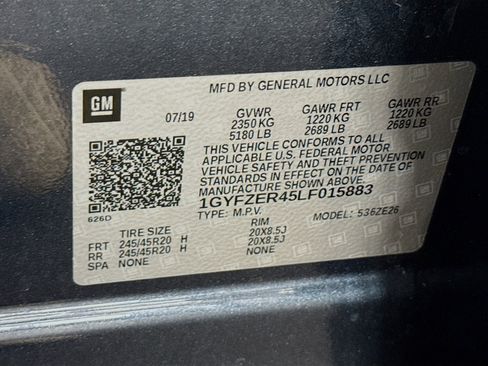 GM
MFD BY GENERAL MOTORS LLC
07/19 GVWR GAWR FRT GAWR RR
2350 KG 1220 KG 1220 KG
5180 LB 2689 LB 2689 LB
THIS VEHICLE CONFORMS TO ALL
APPLICABLE U.S. FEDERAL MOTOR
VEHICLE SAFETY AND THEFT PREVENTION
STANDARDS IN EFFECT ON THE DATE OF
MANUFACTURE SHOWN ABOVE.
1GYFZER45LF015883
626D TYPE: M.P.V. MODEL: 536ZE26
TIRE SIZE RIM
FRT 245/45R20 H 20X8.5J
RR 245/45R20 H 20X8.5J
SPA NONE NONE